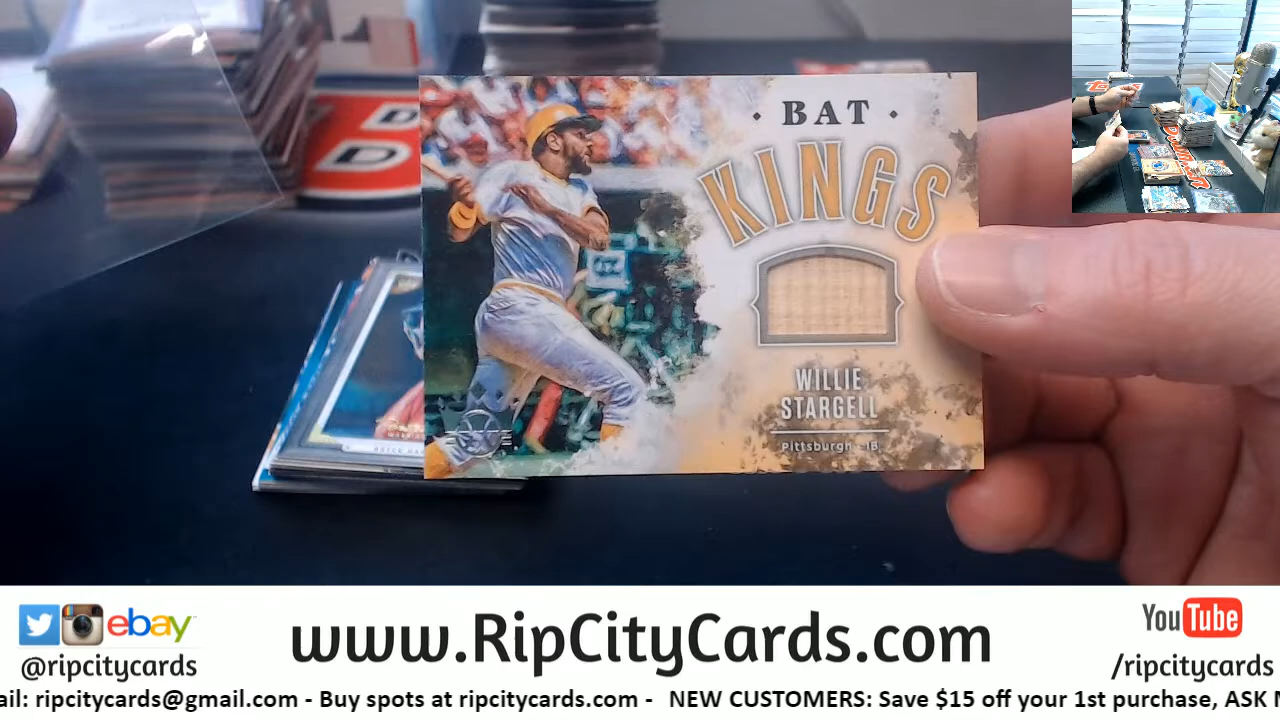 • BAT •
KINGS
WILLIE
STARGELL
Pittsburgh - 1B
D
D
ebay
@ripcitycards
www.RipCityCards.com
YouTube
/ripcitycards
ail: ripcitycards@gmail.com - Buy spots at ripcitycards.com - NEW CUSTOMERS: Save $15 off your 1st purchase, ASK